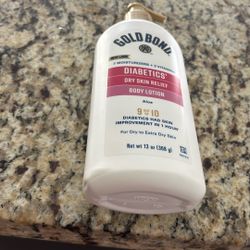 GOLD BOND
7 MOISTURIZERS + 3 VITAMINS
DIABETICS'
DRY SKIN RELIEF
BODY LOTION
Aloe
9 10
DIABETICS HAD SKIN
IMPROVEMENT IN 1 HOUR*
For Dry to Extra Dry Skin
Net wt 13 oz (368 g)